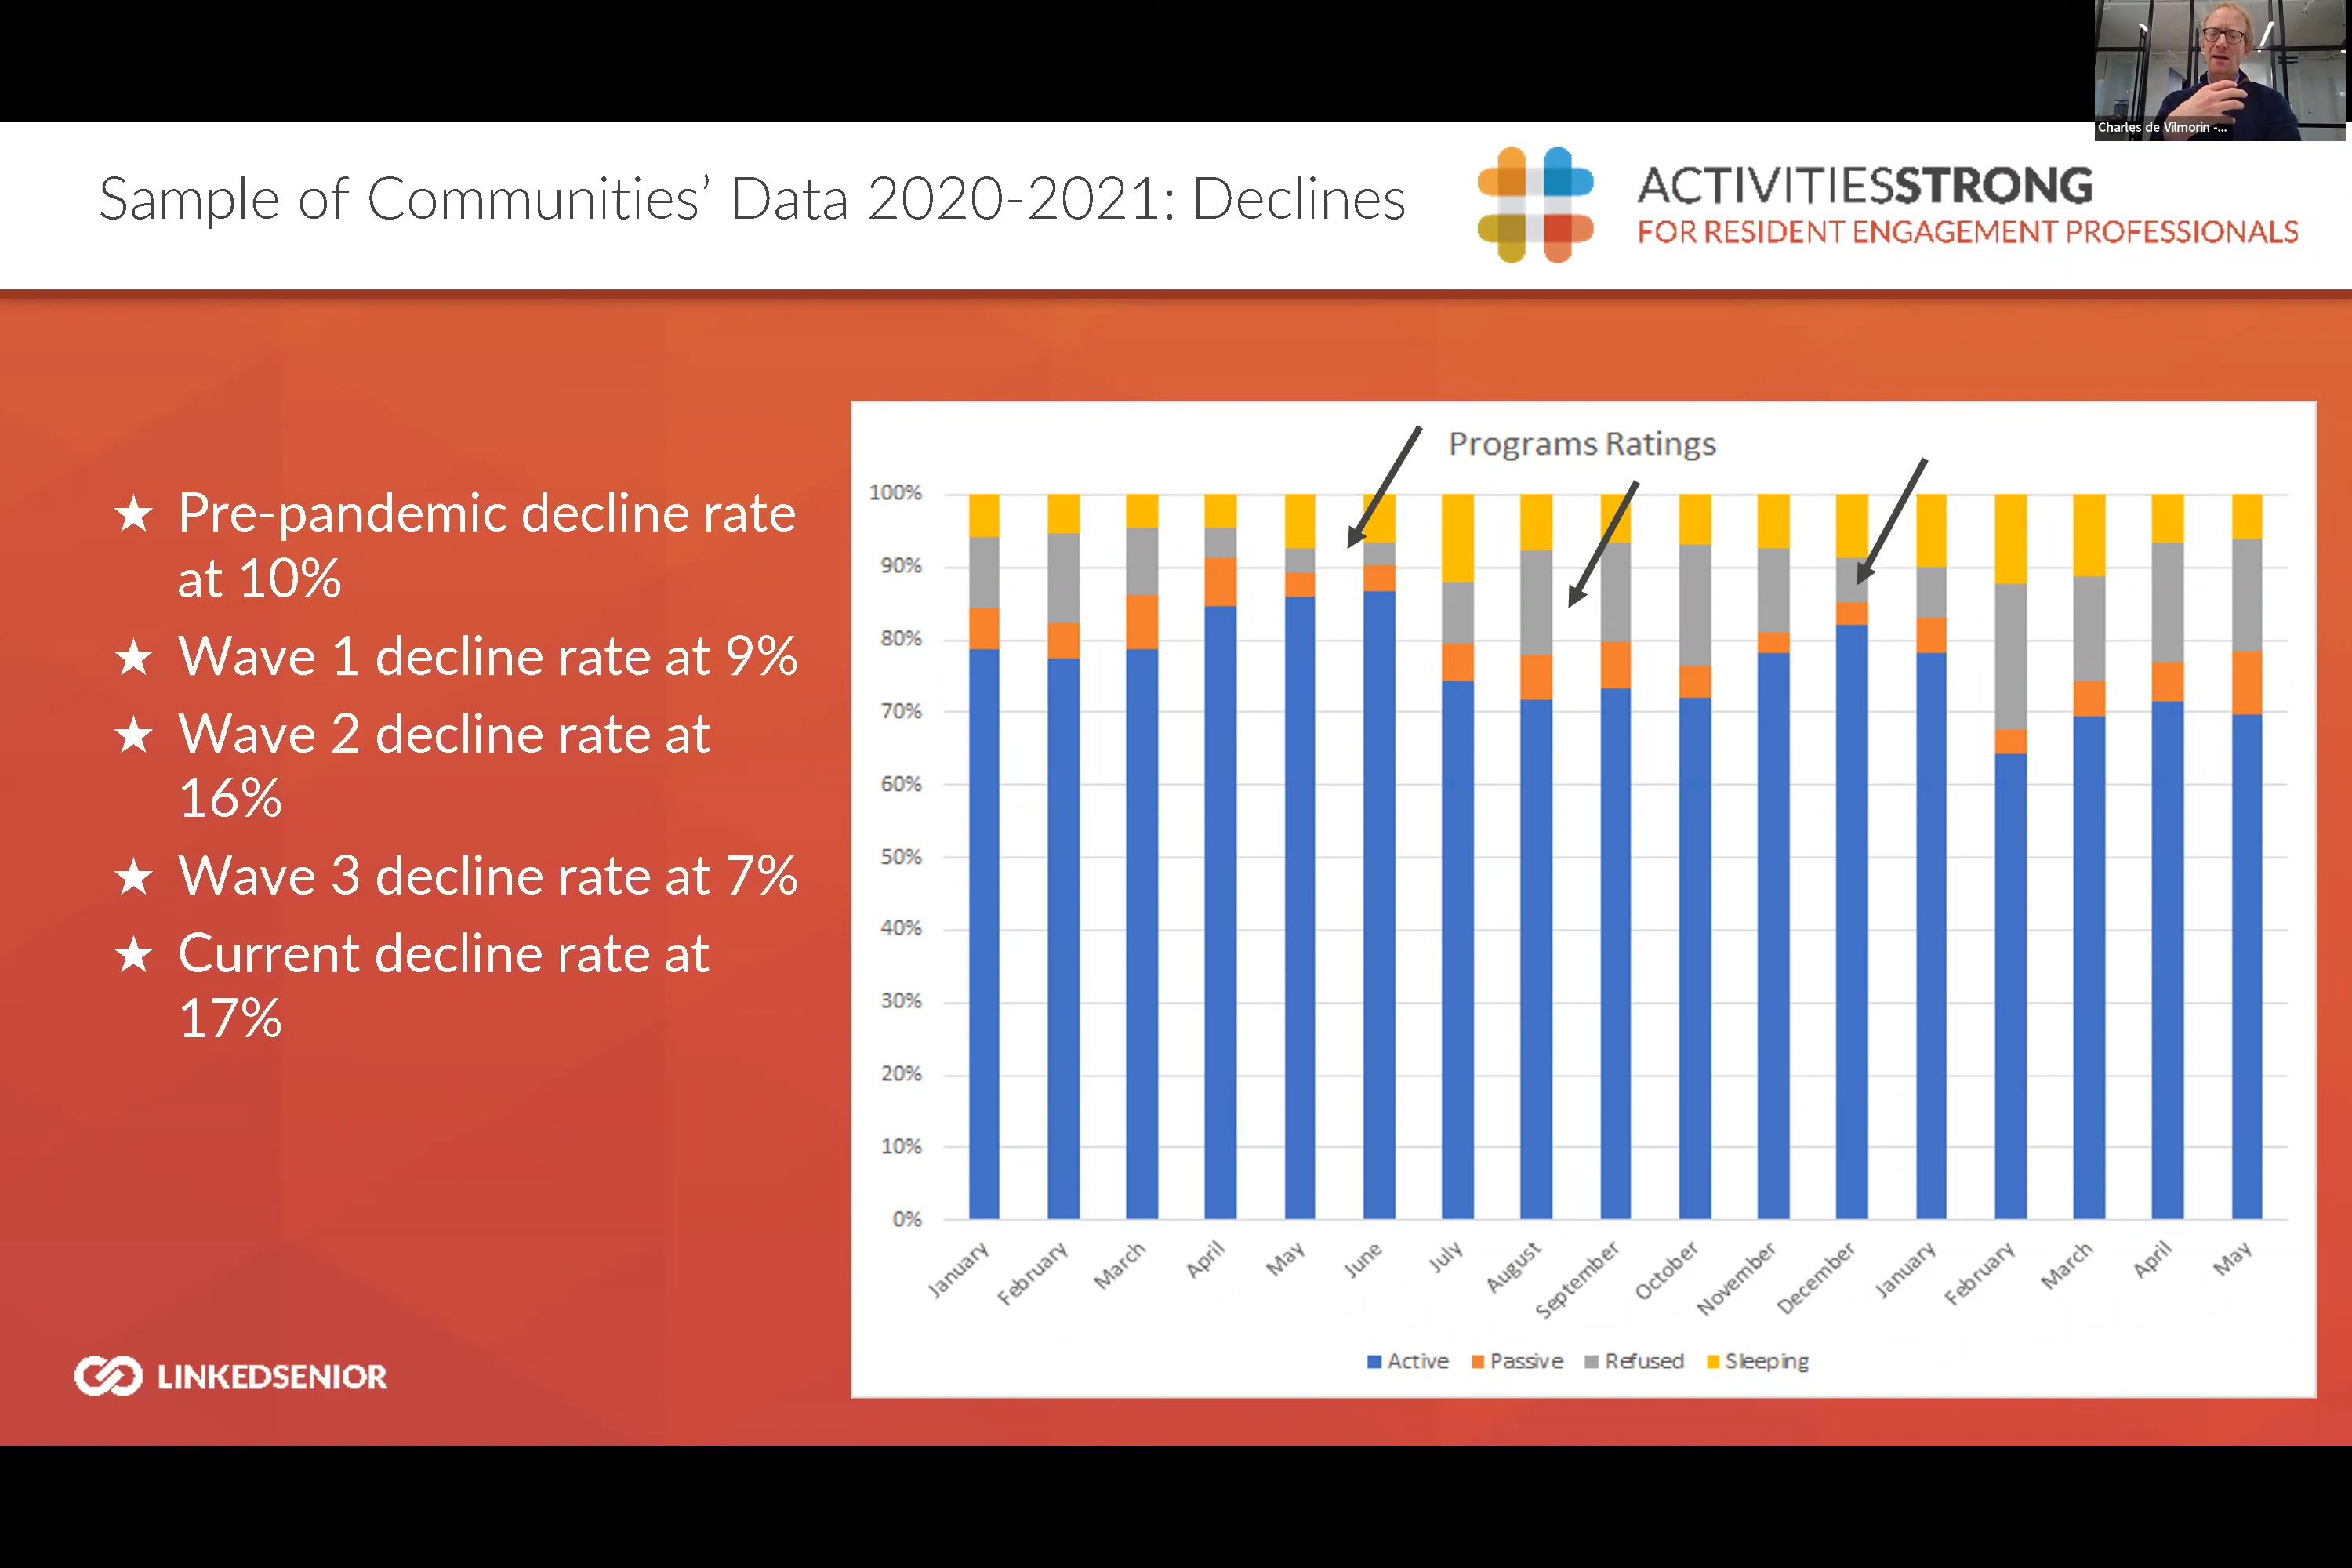 Charles de Vilmorin -...
Sample of Communities’ Data 2020-2021: Declines
ACTIVITIESSTRONG
FOR RESIDENT ENGAGEMENT PROFESSIONALS
★ Pre-pandemic decline rate
at 10%
★ Wave 1 decline rate at 9%
★ Wave 2 decline rate at
16%
★ Wave 3 decline rate at 7%
★ Current decline rate at
17%
LINKEDSENIOR
Programs Ratings
100%
90%
80%
70%
60%
50%
40%
30%
20%
10%
0%
January
February
March
April
May
June
July
August
September
October
November
December
January
February
March
April
May
Active Passive Refused Sleeping